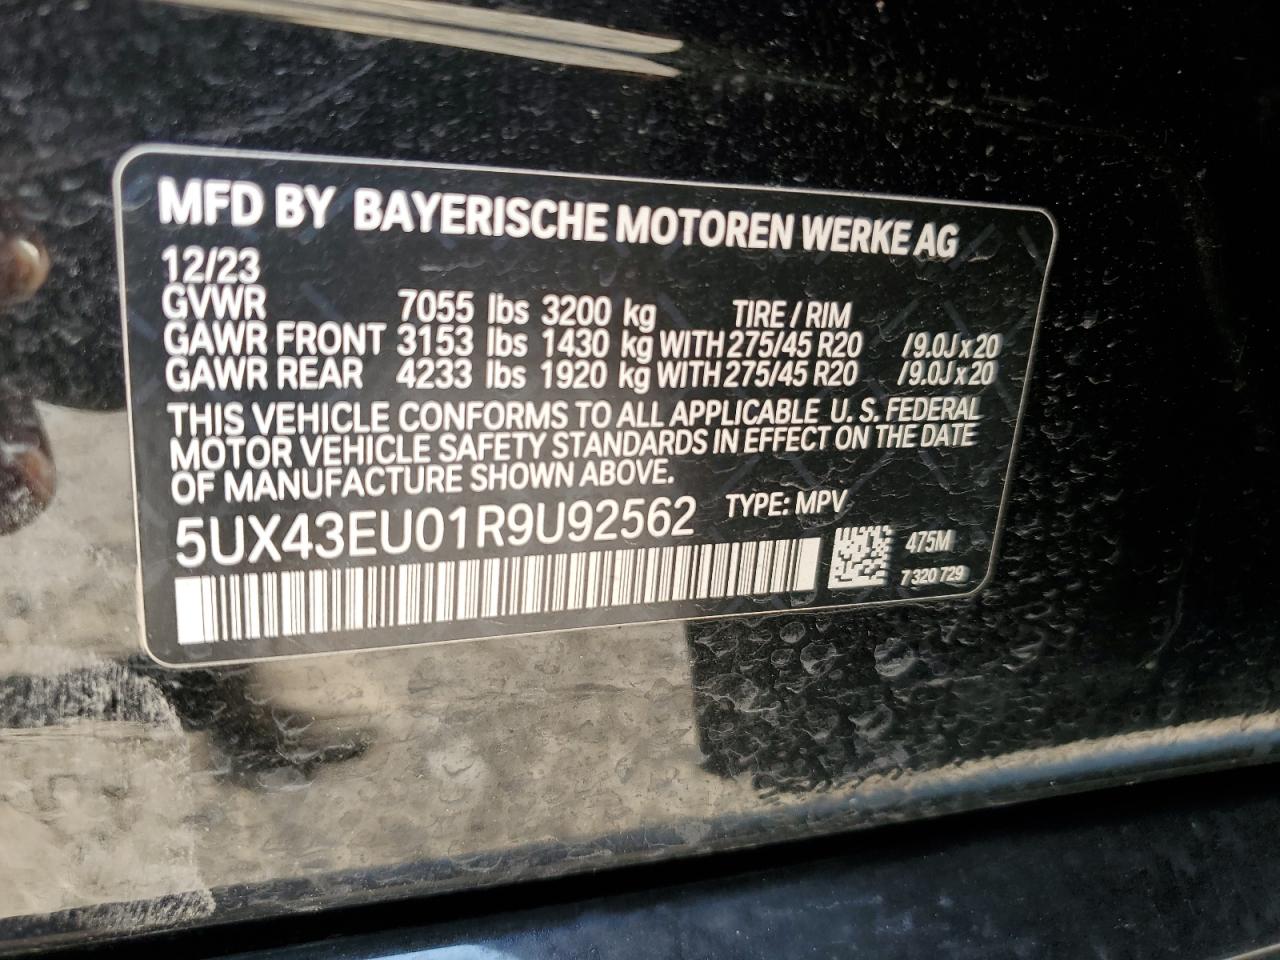 MFD BY BAYERISCHE MOTOREN WERKE AG
12/23
GVWR 7055 lbs 3200 kg TIRE / RIM
GAWR FRONT 3153 lbs 1430 kg WITH 275/45 R20 /9.0J x 20
GAWR REAR 4233 lbs 1920 kg WITH 275/45 R20 /9.0J x 20
THIS VEHICLE CONFORMS TO ALL APPLICABLE U. S. FEDERAL
MOTOR VEHICLE SAFETY STANDARDS IN EFFECT ON THE DATE
OF MANUFACTURE SHOWN ABOVE.
5UX43EU01R9U92562 TYPE: MPV
475M
7 320 729